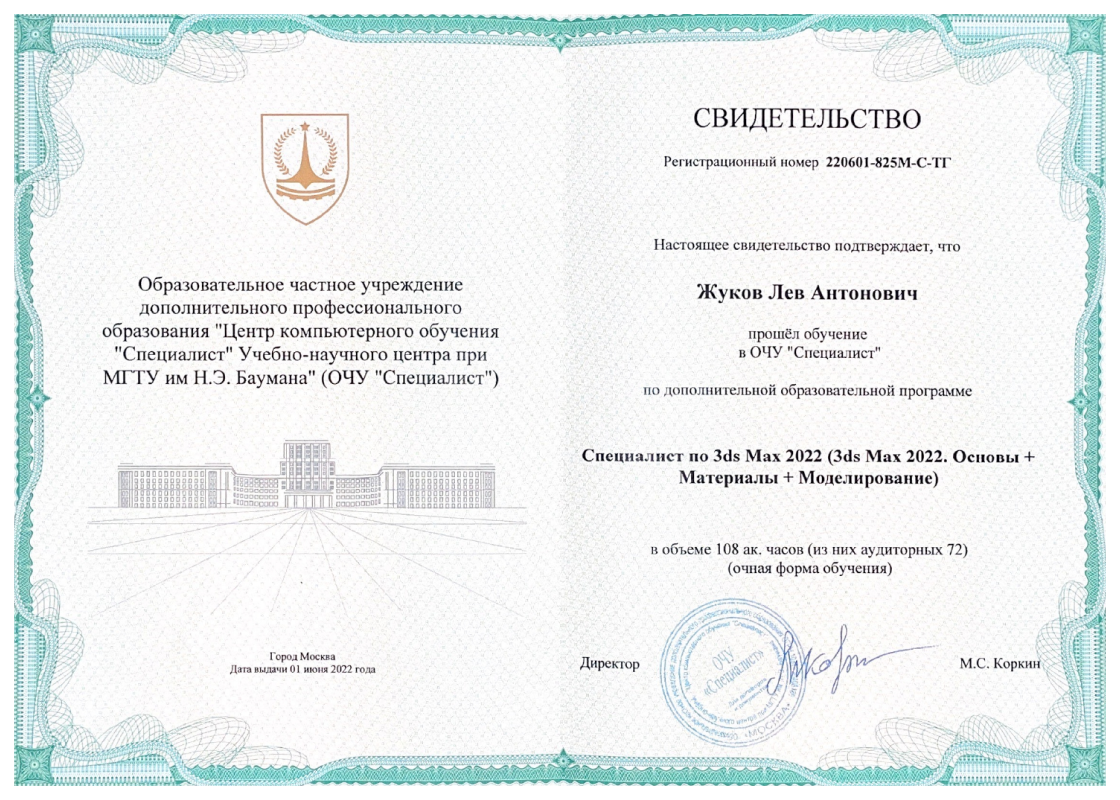 Образовательное частное учреждение
дополнительного профессионального
образования "Центр компьютерного обучения
"Специалист" Учебно-научного центра при
МГТУ им Н.Э. Баумана" (ОЧУ "Специалист")
Город Москва
Дата выдачи 01 июня 2022 года
СВИДЕТЕЛЬСТВО
Регистрационный номер 220601-825М-С-ТГ
Настоящее свидетельство подтверждает, что
Жуков Лев Антонович
прошёл обучение
в ОЧУ "Специалист"
по дополнительной образовательной программе
Специалист по 3ds Max 2022 (3ds Max 2022. Основы +
Материалы + Моделирование)
в объеме 108 ак. часов (из них аудиторных 72)
(очная форма обучения)
Директор
ОЧУ
«Специалист»
МОСКВА
М.С. Коркин